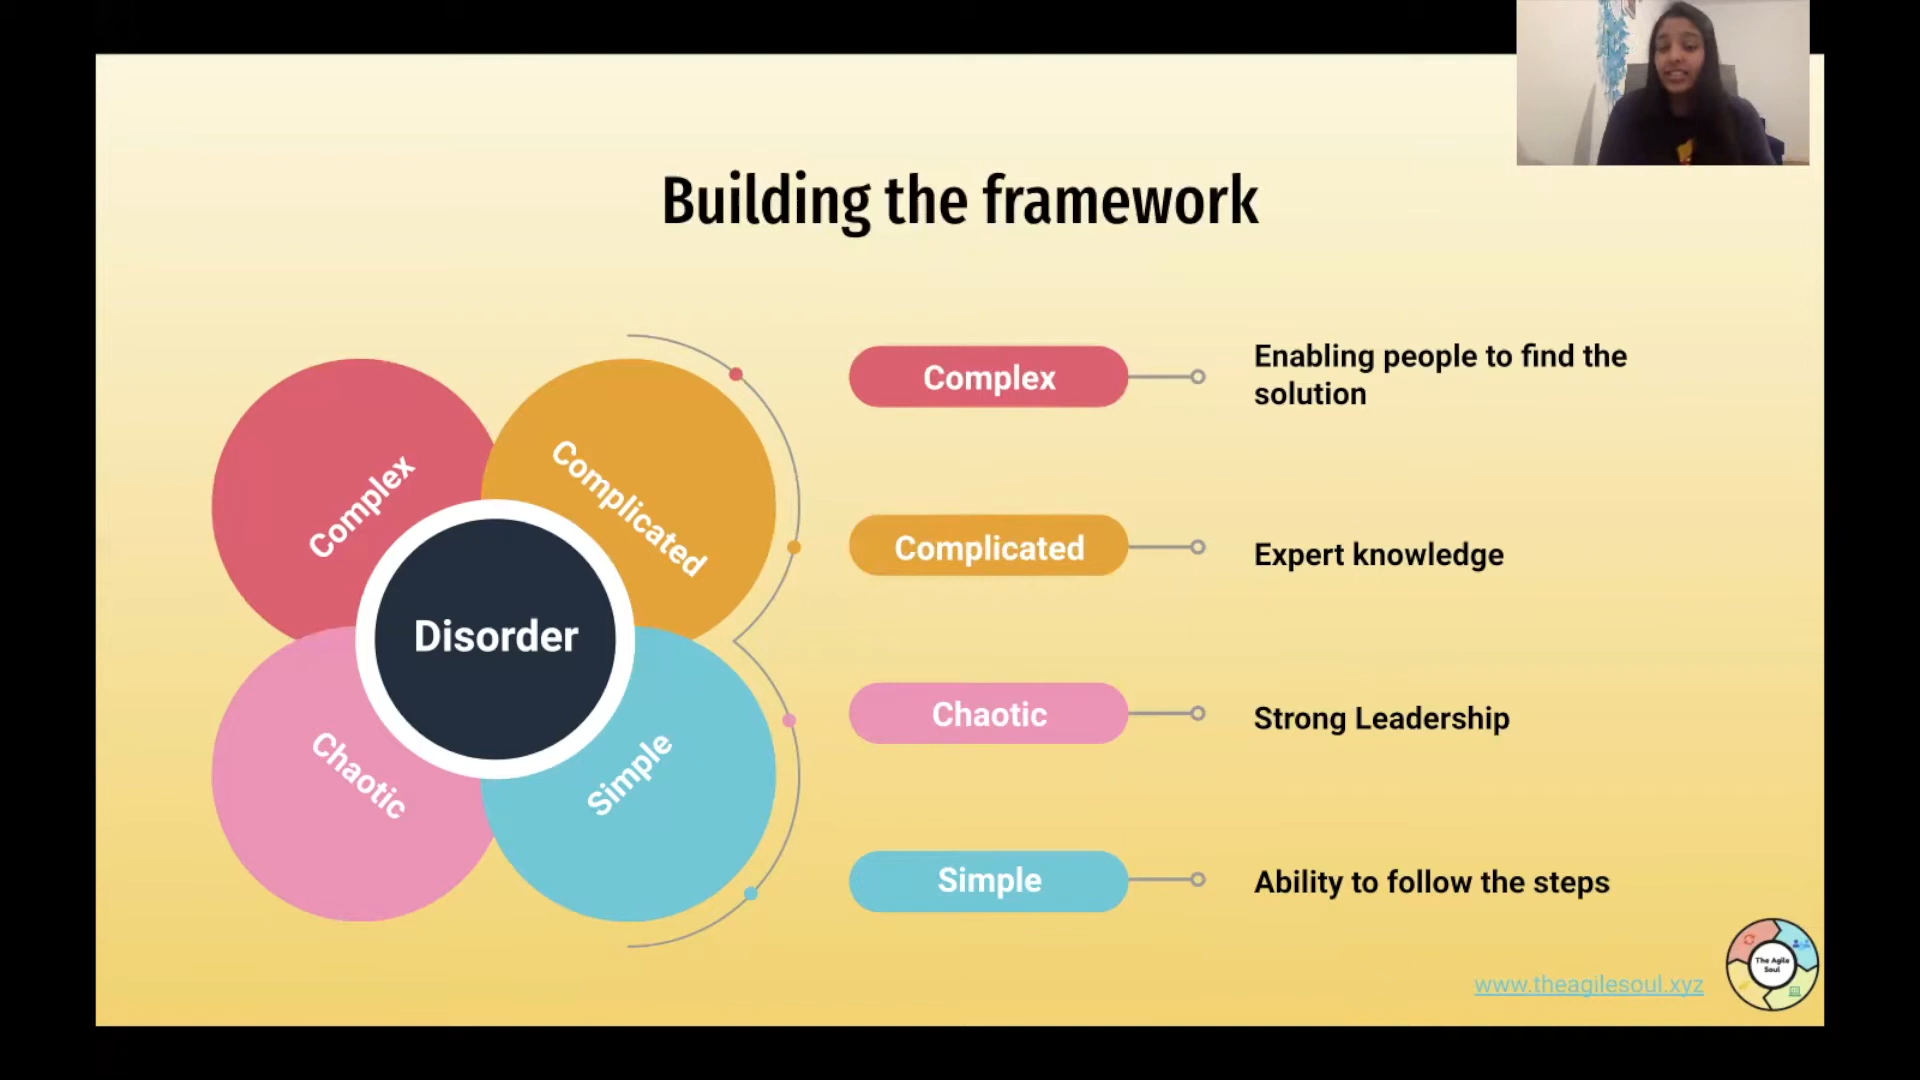 Building the framework
Complex
Complicated
Disorder
Chaotic
Simple
Complex
Enabling people to find the
solution
Complicated
Expert knowledge
Chaotic
Strong Leadership
Simple
Ability to follow the steps
www.theagilesoul.xyz
The Agile
Soul